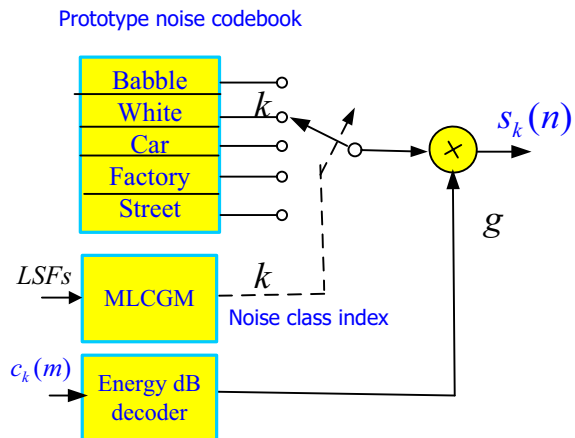 Prototype noise codebook
Babble
White
Car
Factory
Street
k
s_k(n)
×
g
LSFs
MLCGM
k
Noise class index
c_k(m)
Energy dB
decoder